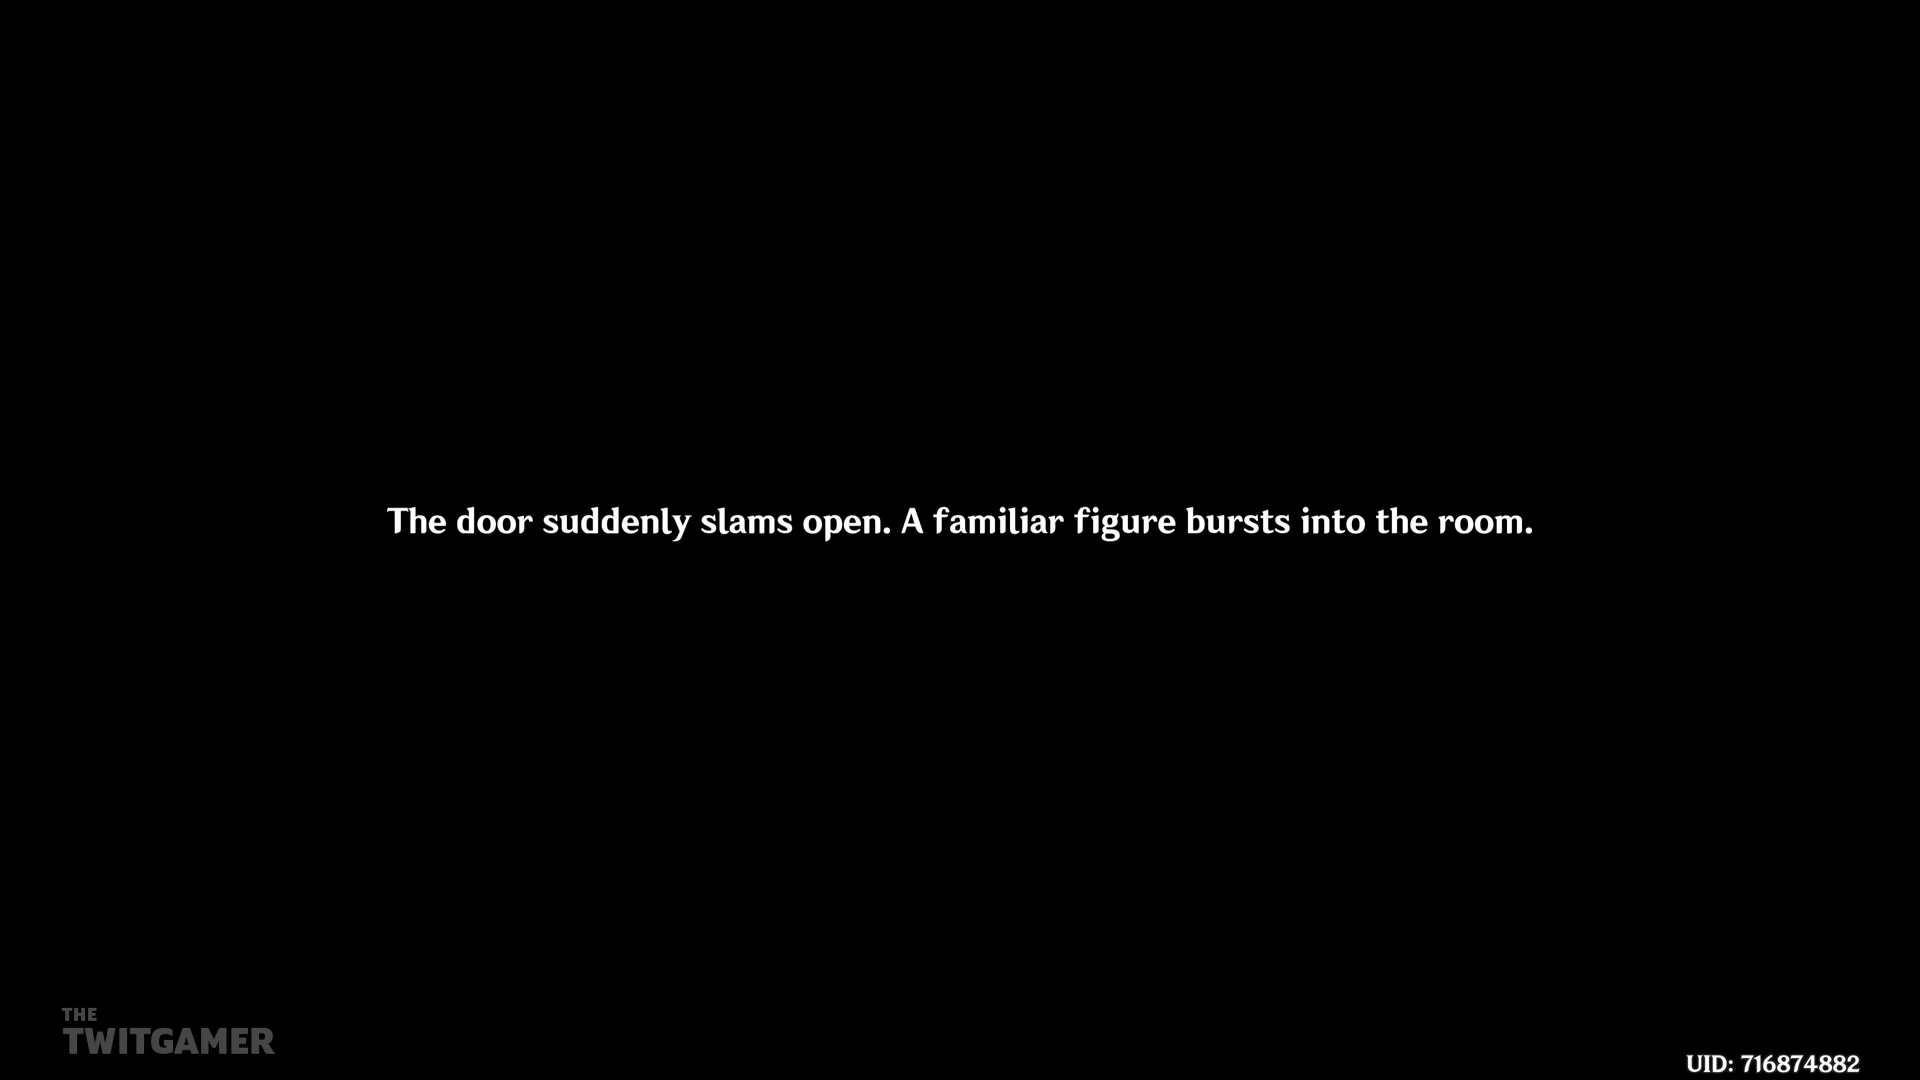 The door suddenly slams open. A familiar figure bursts into the room.
THE
TWITGAMER
UID: 716874882